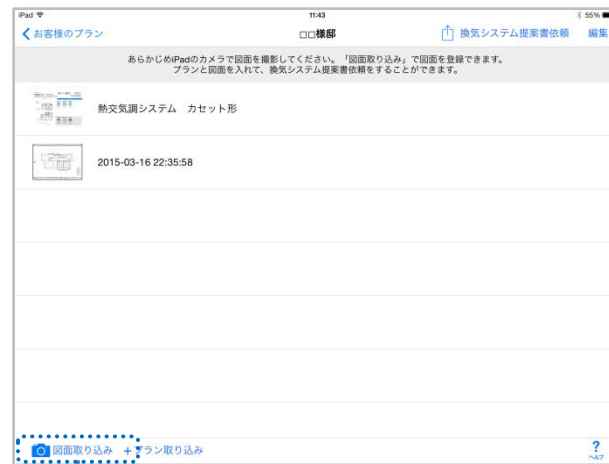 iPad 11:43 55%
お客様のプラン □□様邸 換気システム提案書依頼 編集
あらかじめiPadのカメラで図面を撮影してください。「図面取り込み」で図面を登録できます。
プランと図面を入れて、換気システム提案書依頼をすることができます。
熱交気調システム カセット形
2015-03-16 22:35:58
図面取り込み +プラン取り込み ?
ヘルプ